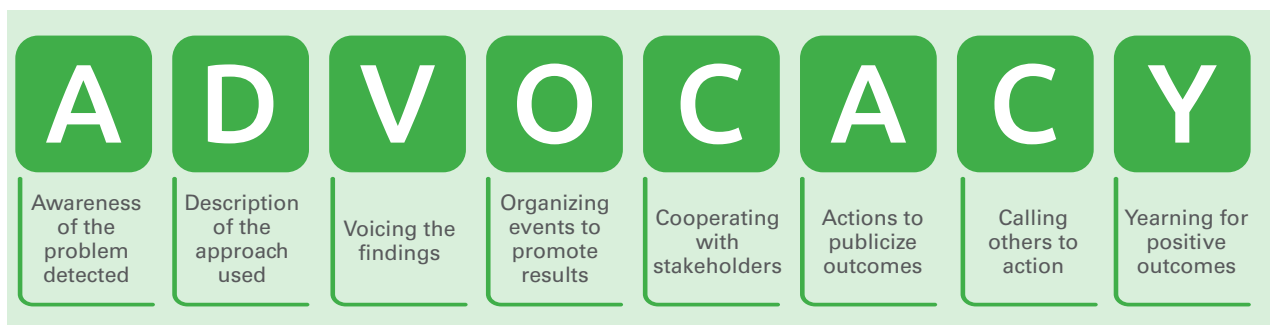 A D V O C A C Y
Awareness
of the
problem
detected
Description
of the
approach
used
Voicing the
findings
Organizing
events to
promote
results
Cooperating
with
stakeholders
Actions to
publicize
outcomes
Calling
others to
action
Yearning for
positive
outcomes